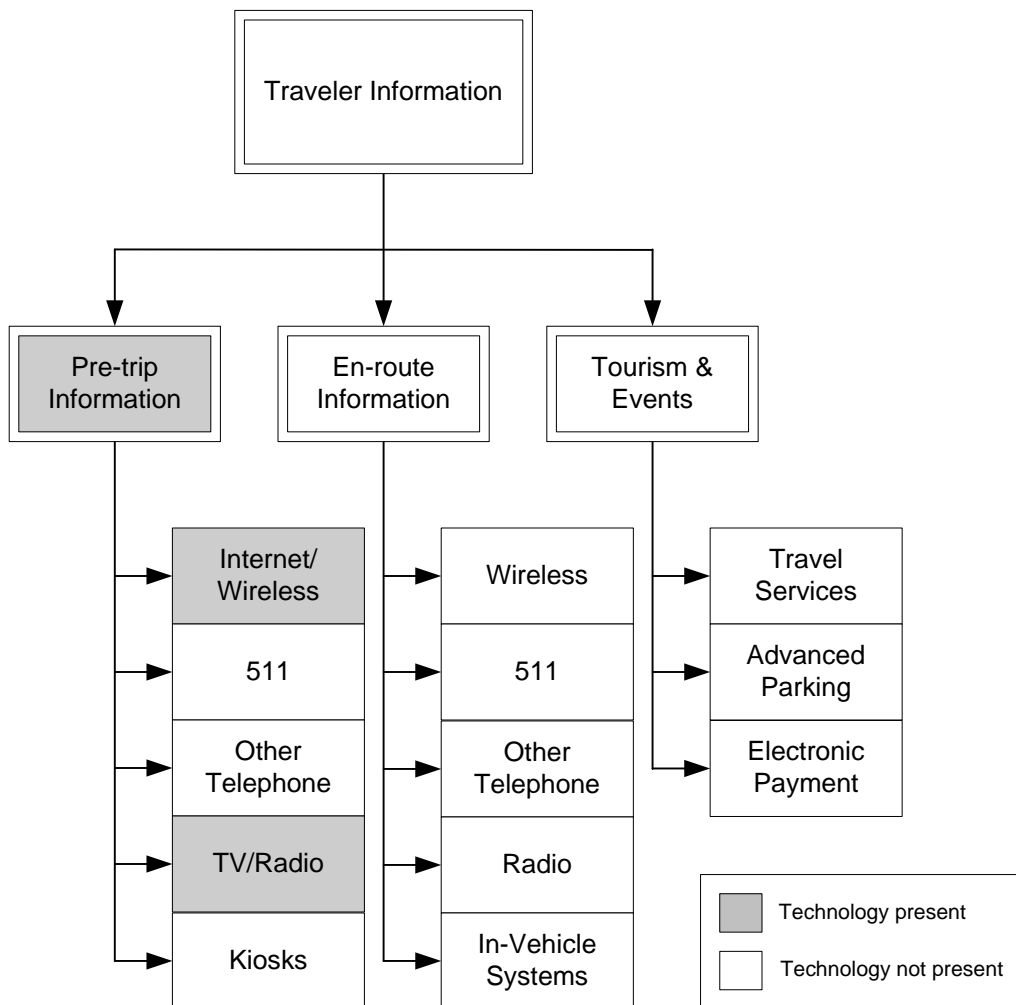 Traveler Information
Pre-trip
Information
En-route
Information
Tourism &
Events
Internet/
Wireless
511
Other
Telephone
TV/Radio
Kiosks
Wireless
511
Other
Telephone
Radio
In-Vehicle
Systems
Travel
Services
Advanced
Parking
Electronic
Payment
Technology present
Technology not present